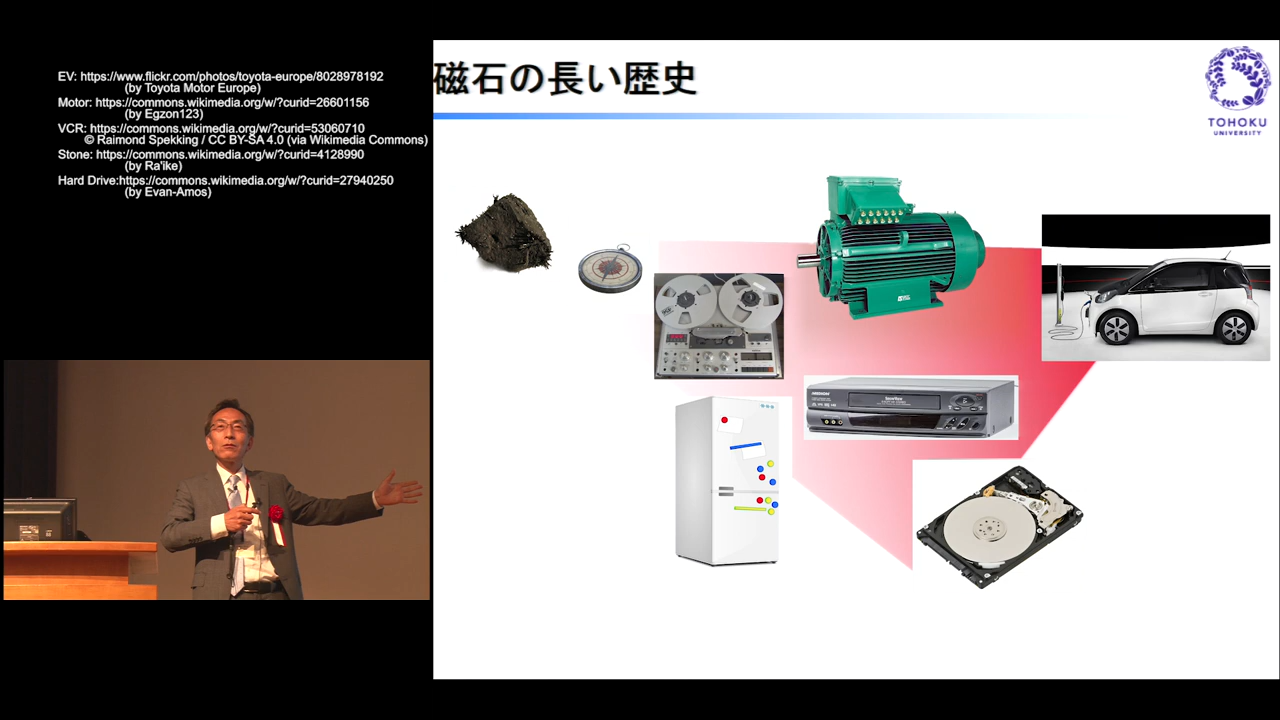 EV: https://www.flickr.com/photos/toyota-europe/8028978192
(by Toyota Motor Europe)
Motor: https://commons.wikimedia.org/w/?curid=26601156
(by Egzon123)
VCR: https://commons.wikimedia.org/w/?curid=53060710
© Raimond Spekking / CC BY-SA 4.0 (via Wikimedia Commons)
Stone: https://commons.wikimedia.org/w/?curid=4128990
(by Ra'ike)
Hard Drive:https://commons.wikimedia.org/w/?curid=27940250
(by Evan-Amos)
磁石の長い歴史
TOHOKU
UNIVERSITY